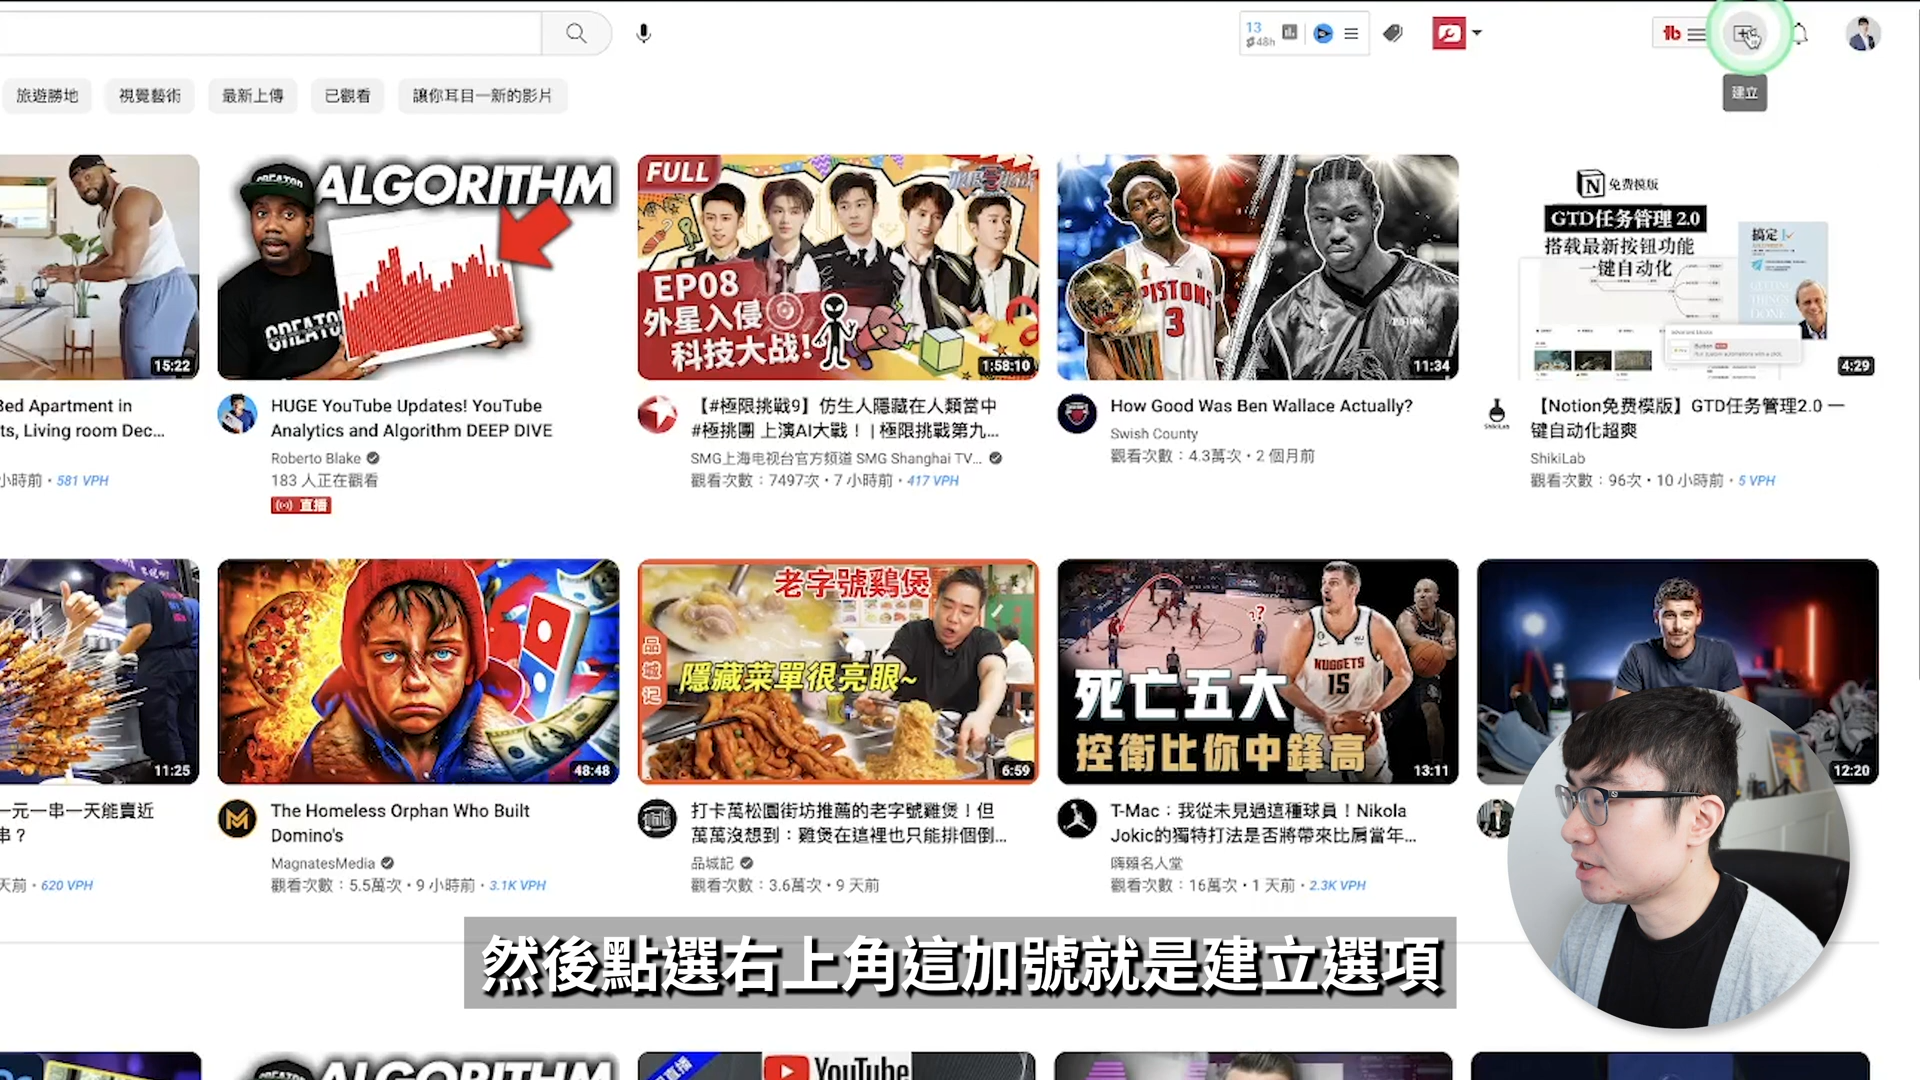 13
48h
tb
建立
旅遊勝地
視覺藝術
最新上傳
已觀看
讓你耳目一新的影片
15:22
CREATOR
ALGORITHM
CREATOR
FULL
EP08
外星入侵
科技大战!
1:58:10
PISTONS
3
11:34
N 免费模版
GTD任务管理 2.0
搭载最新按钮功能
一键自动化
搞定
GETTING
THINGS
DONE
4:29
Bed Apartment in
ts, Living room Dec...
小時前・581 VPH
HUGE YouTube Updates! YouTube
Analytics and Algorithm DEEP DIVE
Roberto Blake
183 人正在觀看
直播
【#極限挑戰9】仿生人隱藏在人類當中
#極挑團 上演AI大戰！ | 極限挑戰第九...
SMG上海电视台官方频道 SMG Shanghai TV...
觀看次數：7497次・7 小時前・417 VPH
How Good Was Ben Wallace Actually?
Swish County
觀看次數：4.3萬次・2 個月前
ShikiLab
【Notion免费模版】GTD任务管理2.0 一
键自动化超爽
ShikiLab
觀看次數：96次・10 小時前・5 VPH
11:25
48:48
老字號鷄煲
品城记
隱藏菜單很亮眼~
6:59
!?
NUGGETS
15
死亡五大
控衛比你中鋒高
13:11
12:20
一元一串一天能賣近
串？
天前・620 VPH
The Homeless Orphan Who Built
Domino's
MagnatesMedia
觀看次數：5.5萬次・9 小時前・3.1K VPH
打卡萬松園街坊推薦的老字號雞煲！但
萬萬沒想到：雞煲在這裡也只能排個倒...
品城記
觀看次數：3.6萬次・9 天前
T-Mac：我從未見過這種球員！Nikola
Jokic的獨特打法是否將帶來比肩當年...
嗨賴名人堂
觀看次數：16萬次・1 天前・2.3K VPH
然後點選右上角這加號就是建立選項
ALGORITHM
直播
YouTube